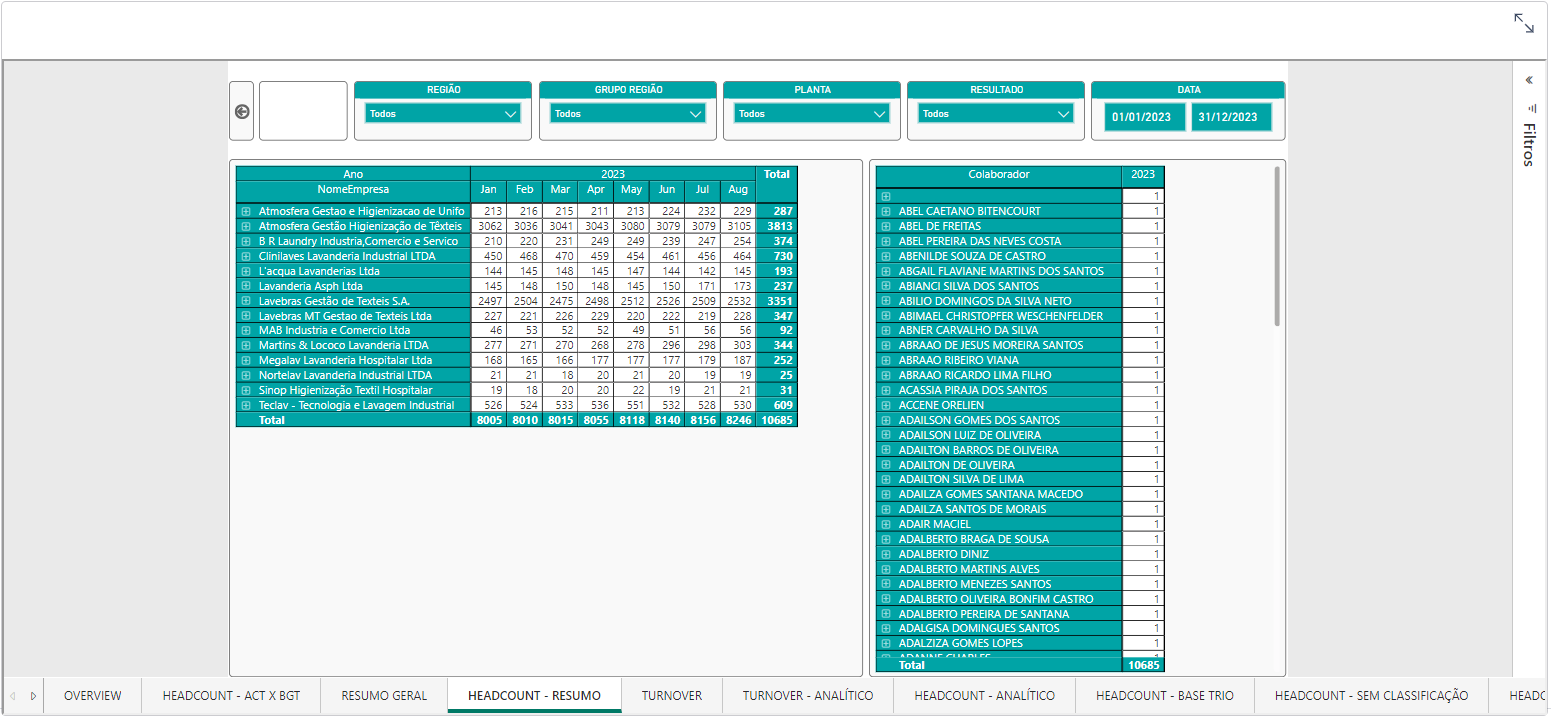 REGIÃO GRUPO REGIÃO PLANTA RESULTADO DATA
Todos Todos Todos Todos 01/01/2023 31/12/2023
Filtros
Ano 2023 Total
NomeEmpresa Jan Feb Mar Apr May Jun Jul Aug
Atmosfera Gestao e Higienizacao de Unifo 213 216 215 211 213 224 232 229 287
Atmosfera Gestão Higienização de Têxteis 3062 3036 3041 3043 3080 3079 3079 3105 3813
B R Laundry Industria,Comercio e Servico 210 220 231 249 249 239 247 254 374
Clinilaves Lavanderia Industrial LTDA 450 468 470 459 454 461 456 464 730
L'acqua Lavanderias Ltda 144 145 148 145 147 144 142 145 193
Lavanderia Asph Ltda 145 148 150 148 145 150 171 173 237
Lavebras Gestão de Texteis S.A. 2497 2504 2475 2498 2512 2526 2509 2532 3351
Lavebras MT Gestao de Texteis Ltda 227 221 226 229 220 222 219 228 347
MAB Industria e Comercio Ltda 46 53 52 52 49 51 56 56 92
Martins & Lococo Lavanderia LTDA 277 271 270 268 278 296 298 303 344
Megalav Lavanderia Hospitalar Ltda 168 165 166 177 177 177 179 187 252
Nortelav Lavanderia Industrial LTDA 21 21 18 20 21 20 19 19 25
Sinop Higienização Textil Hospitalar 19 18 20 20 22 19 21 21 31
Teclav - Tecnologia e Lavagem Industrial 526 524 533 536 551 532 528 530 609
Total 8005 8010 8015 8055 8118 8140 8156 8246 10685
Colaborador 2023
1
ABEL CAETANO BITENCOURT 1
ABEL DE FREITAS 1
ABEL PEREIRA DAS NEVES COSTA 1
ABENILDE SOUZA DE CASTRO 1
ABGAIL FLAVIANE MARTINS DOS SANTOS 1
ABIANCI SILVA DOS SANTOS 1
ABILIO DOMINGOS DA SILVA NETO 1
ABIMAEL CHRISTOFFER WESCHENFELDER 1
ABNER CARVALHO DA SILVA 1
ABRAAO DE JESUS MOREIRA SANTOS 1
ABRAAO RIBEIRO VIANA 1
ABRAAO RICARDO LIMA FILHO 1
ACASSIA PIRAJA DOS SANTOS 1
ACCENE ORELIEN 1
ADAILSON GOMES DOS SANTOS 1
ADAILSON LUIZ DE OLIVEIRA 1
ADAILTON BARROS DE OLIVEIRA 1
ADAILTON DE OLIVEIRA 1
ADAILTON SILVA DE LIMA 1
ADAILZA GOMES SANTANA MACEDO 1
ADAILZA SANTOS DE MORAIS 1
ADAIR MACIEL 1
ADALBERTO BRAGA DE SOUSA 1
ADALBERTO DINIZ 1
ADALBERTO MARTINS ALVES 1
ADALBERTO MENEZES SANTOS 1
ADALBERTO OLIVEIRA BONFIM CASTRO 1
ADALBERTO PEREIRA DE SANTANA 1
ADALGISA DOMINGUES SANTOS 1
ADALZIZA GOMES LOPES 1
Total 10685
OVERVIEW HEADCOUNT - ACT X BGT RESUMO GERAL HEADCOUNT - RESUMO TURNOVER TURNOVER - ANALÍTICO HEADCOUNT - ANALÍTICO HEADCOUNT - BASE TRIO HEADCOUNT - SEM CLASSIFICAÇÃO HEADC